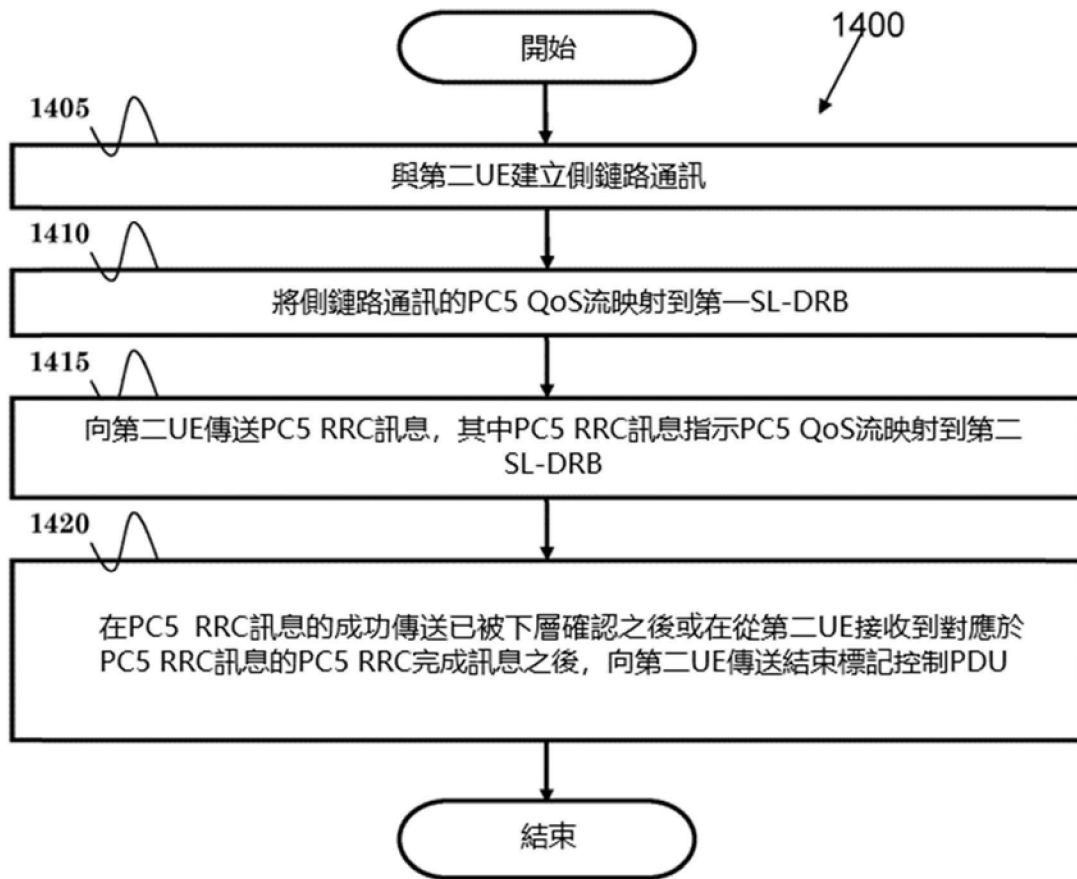 開始
1400
1405
與第二UE建立側鏈路通訊
1410
將側鏈路通訊的PC5 QoS流映射到第一SL-DRB
1415
向第二UE傳送PC5 RRC訊息，其中PC5 RRC訊息指示PC5 QoS流映射到第二
SL-DRB
1420
在PC5 RRC訊息的成功傳送已被下層確認之後或在從第二UE接收到對應於
PC5 RRC訊息的PC5 RRC完成訊息之後，向第二UE傳送結束標記控制PDU
結束